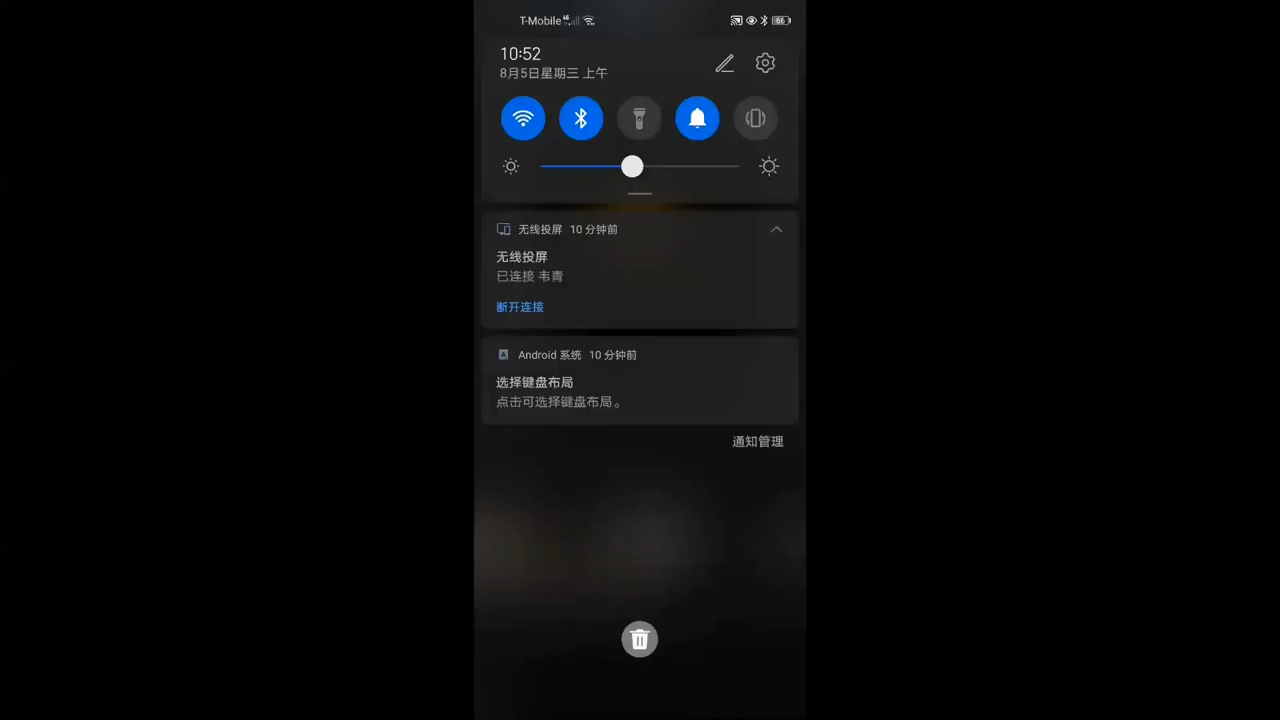 T-Mobile 4G 66
10:52
8月5日星期三 上午
无线投屏 10 分钟前
无线投屏
已连接 韦青
断开连接
Android 系统 10 分钟前
选择键盘布局
点击可选择键盘布局。
通知管理